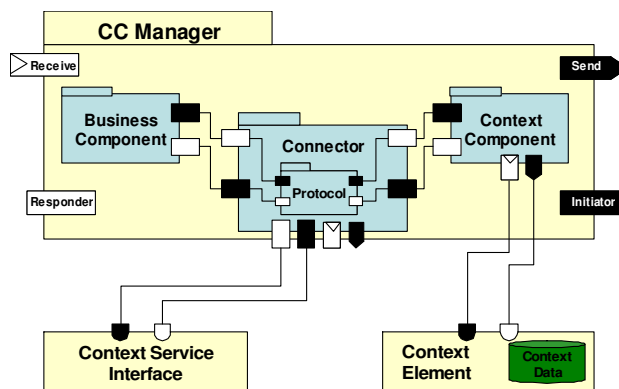 CC Manager
Receive
Send
Business
Component
Connector
Context
Component
Protocol
Responder
Initiator
Context Service
Interface
Context
Element
Context
Data